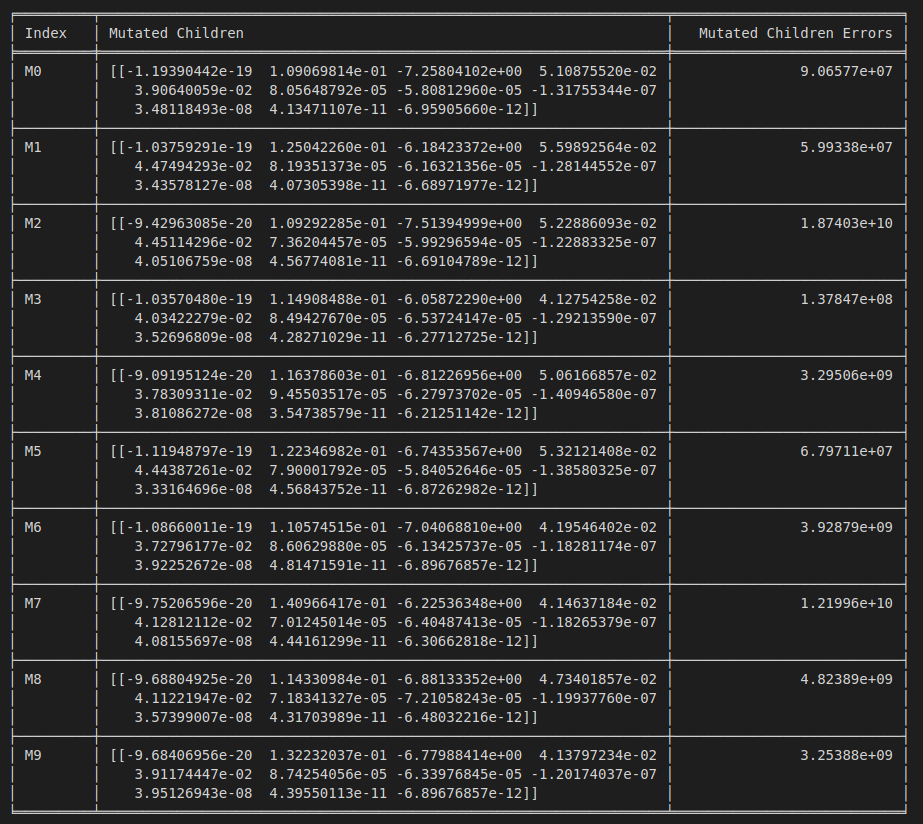 Index Mutated Children Mutated Children Errors
M0 [[-1.19390442e-19 1.09069814e-01 -7.25804102e+00 5.10875520e-02 9.06577e+07
3.90640059e-02 8.05648792e-05 -5.80812960e-05 -1.31755344e-07
3.48118493e-08 4.13471107e-11 -6.95905660e-12]]
M1 [[-1.03759291e-19 1.25042260e-01 -6.18423372e+00 5.59892564e-02 5.99338e+07
4.47494293e-02 8.19351373e-05 -6.16321356e-05 -1.28144552e-07
3.43578127e-08 4.07305398e-11 -6.68971977e-12]]
M2 [[-9.42963085e-20 1.09292285e-01 -7.51394999e+00 5.22886093e-02 1.87403e+10
4.45114296e-02 7.36204457e-05 -5.99296594e-05 -1.22883325e-07
4.05106759e-08 4.56774081e-11 -6.69104789e-12]]
M3 [[-1.03570480e-19 1.14908488e-01 -6.05872290e+00 4.12754258e-02 1.37847e+08
4.03422279e-02 8.49427670e-05 -6.53724147e-05 -1.29213590e-07
3.52696809e-08 4.28271029e-11 -6.27712725e-12]]
M4 [[-9.09195124e-20 1.16378603e-01 -6.81226956e+00 5.06166857e-02 3.29506e+09
3.78309311e-02 9.45503517e-05 -6.27973702e-05 -1.40946580e-07
3.81086272e-08 3.54738579e-11 -6.21251142e-12]]
M5 [[-1.11948797e-19 1.22346982e-01 -6.74353567e+00 5.32121408e-02 6.79711e+07
4.44387261e-02 7.90001792e-05 -5.84052646e-05 -1.38580325e-07
3.33164696e-08 4.56843752e-11 -6.87262982e-12]]
M6 [[-1.08660011e-19 1.10574515e-01 -7.04068810e+00 4.19546402e-02 3.92879e+09
3.72796177e-02 8.60629880e-05 -6.13425737e-05 -1.18281174e-07
3.92252672e-08 4.81471591e-11 -6.89676857e-12]]
M7 [[-9.75206596e-20 1.40966417e-01 -6.22536348e+00 4.14637184e-02 1.21996e+10
4.12812112e-02 7.01245014e-05 -6.40487413e-05 -1.18265379e-07
4.08155697e-08 4.44161299e-11 -6.30662818e-12]]
M8 [[-9.68804925e-20 1.14330984e-01 -6.88133352e+00 4.73401857e-02 4.82389e+09
4.11221947e-02 7.18341327e-05 -7.21058243e-05 -1.19937760e-07
3.57399007e-08 4.31703989e-11 -6.48032216e-12]]
M9 [[-9.68406956e-20 1.32232037e-01 -6.77988414e+00 4.13797234e-02 3.25388e+09
3.91174447e-02 8.74254056e-05 -6.33976845e-05 -1.20174037e-07
3.95126943e-08 4.39550113e-11 -6.89676857e-12]]